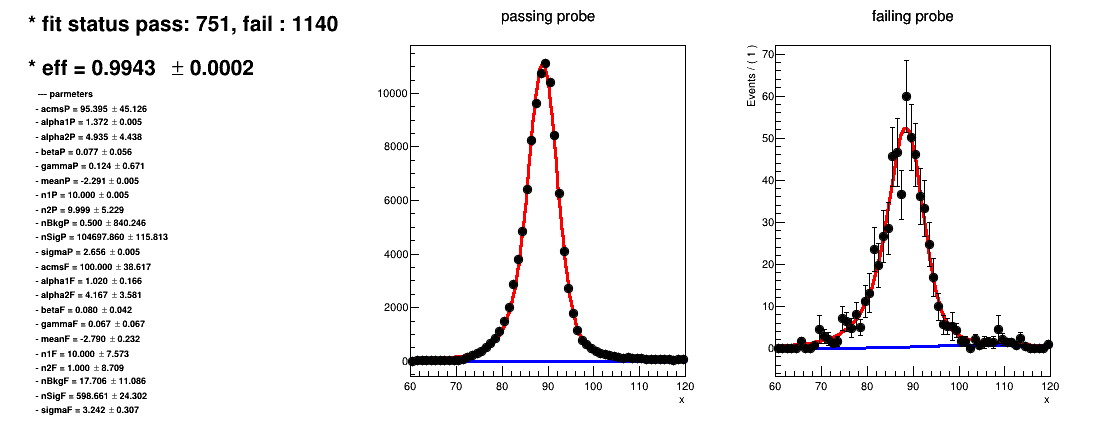 * fit status pass: 751, fail : 1140
* eff = 0.9943 ± 0.0002
--- parmeters
- acmsP = 95.395 ± 45.126
- alpha1P = 1.372 ± 0.005
- alpha2P = 4.935 ± 4.438
- betaP = 0.077 ± 0.056
- gammaP = 0.124 ± 0.671
- meanP = -2.291 ± 0.005
- n1P = 10.000 ± 0.005
- n2P = 9.999 ± 5.229
- nBkgP = 0.500 ± 840.246
- nSigP = 104697.860 ± 115.813
- sigmaP = 2.656 ± 0.005
- acmsF = 100.000 ± 38.617
- alpha1F = 1.020 ± 0.166
- alpha2F = 4.167 ± 3.581
- betaF = 0.080 ± 0.042
- gammaF = 0.067 ± 0.067
- meanF = -2.790 ± 0.232
- n1F = 10.000 ± 7.573
- n2F = 1.000 ± 8.709
- nBkgF = 17.706 ± 11.086
- nSigF = 598.661 ± 24.302
- sigmaF = 3.242 ± 0.307
passing probe
10000
8000
6000
4000
2000
0
60 70 80 90 100 110 120
x
failing probe
Events / ( 1 )
70
60
50
40
30
20
10
0
60 70 80 90 100 110 120
x